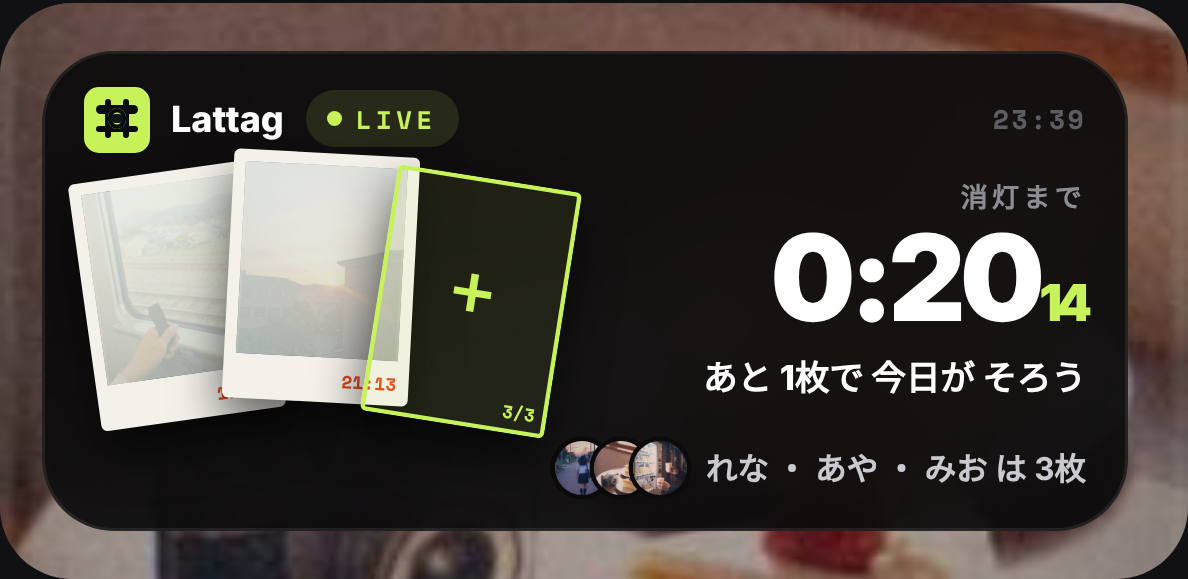 Lattag
LIVE
23:39
消灯まで
0:20 14
あと 1枚で 今日が そろう
21:13
3/3
れな ・ あや ・ みお は 3枚